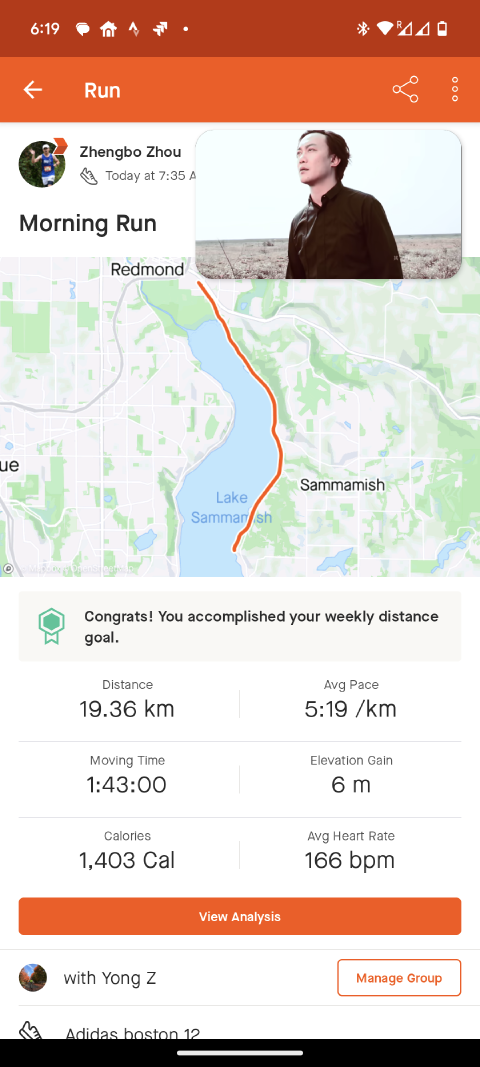 6:19
R
Run
Zhengbo Zhou
Today at 7:35 A
Morning Run
Redmond
ue
Sammamish
Lake
Sammamish
Congrats! You accomplished your weekly distance
goal.
Distance
Avg Pace
19.36 km
5:19 /km
Moving Time
Elevation Gain
1:43:00
6 m
Calories
Avg Heart Rate
1,403 Cal
166 bpm
View Analysis
with Yong Z
Manage Group
Adidas boston 12